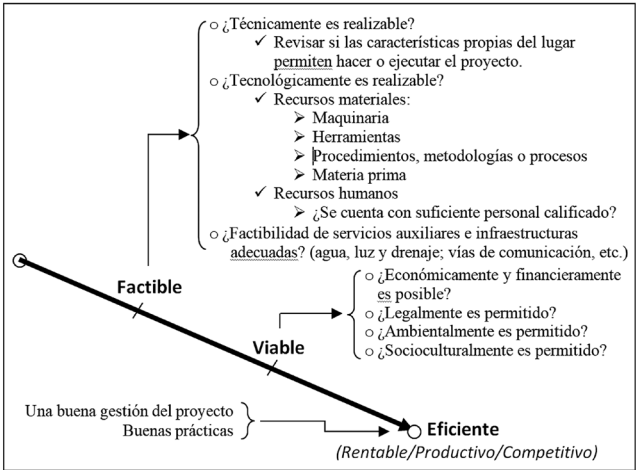 o ¿Técnicamente es realizable?
✓ Revisar si las características propias del lugar
permiten hacer o ejecutar el proyecto.
o ¿Tecnológicamente es realizable?
✓ Recursos materiales:
➢ Maquinaria
➢ Herramientas
➢ Procedimientos, metodologías o procesos
➢ Materia prima
✓ Recursos humanos
➢ ¿Se cuenta con suficiente personal calificado?
o ¿Factibilidad de servicios auxiliares e infraestructuras
adecuadas? (agua, luz y drenaje; vías de comunicación, etc.)
Factible
o ¿Económicamente y financieramente
es posible?
o ¿Legalmente es permitido?
o ¿Ambientalmente es permitido?
o ¿Socioculturalmente es permitido?
Viable
Una buena gestión del proyecto
Buenas prácticas
Eficiente
(Rentable/Productivo/Competitivo)